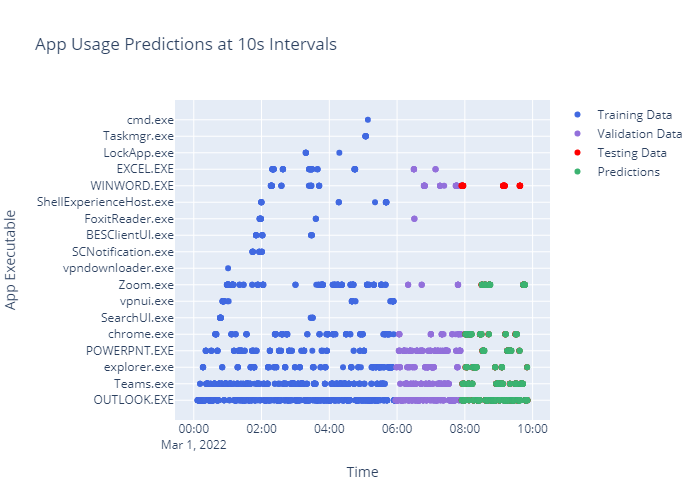 App Usage Predictions at 10s Intervals
cmd.exe
Taskmgr.exe
LockApp.exe
EXCEL.EXE
WINWORD.EXE
ShellExperienceHost.exe
FoxitReader.exe
BESClientUI.exe
SCNotification.exe
vpndownloader.exe
Zoom.exe
vpnui.exe
SearchUI.exe
chrome.exe
POWERPNT.EXE
explorer.exe
Teams.exe
OUTLOOK.EXE
App Executable
00:00 02:00 04:00 06:00 08:00 10:00
Mar 1, 2022
Time
Training Data
Validation Data
Testing Data
Predictions